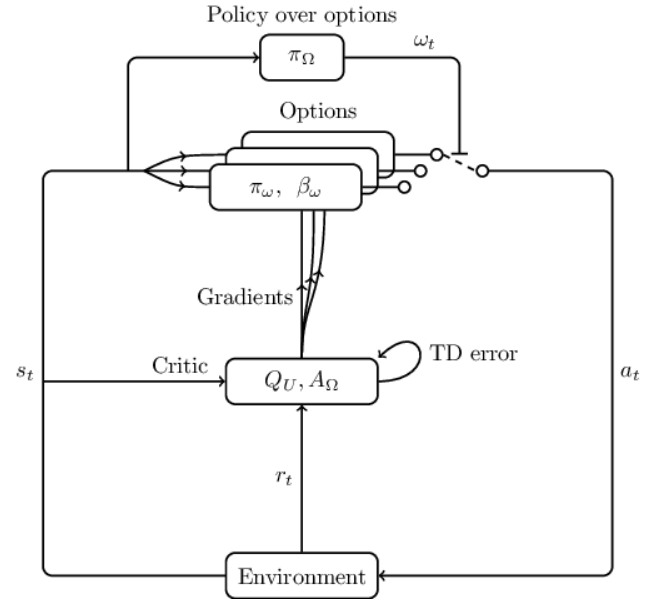 Policy over options
π_Ω
ω_t
Options
π_ω, β_ω
Gradients
Critic
TD error
s_t
Q_U, A_Ω
a_t
r_t
Environment